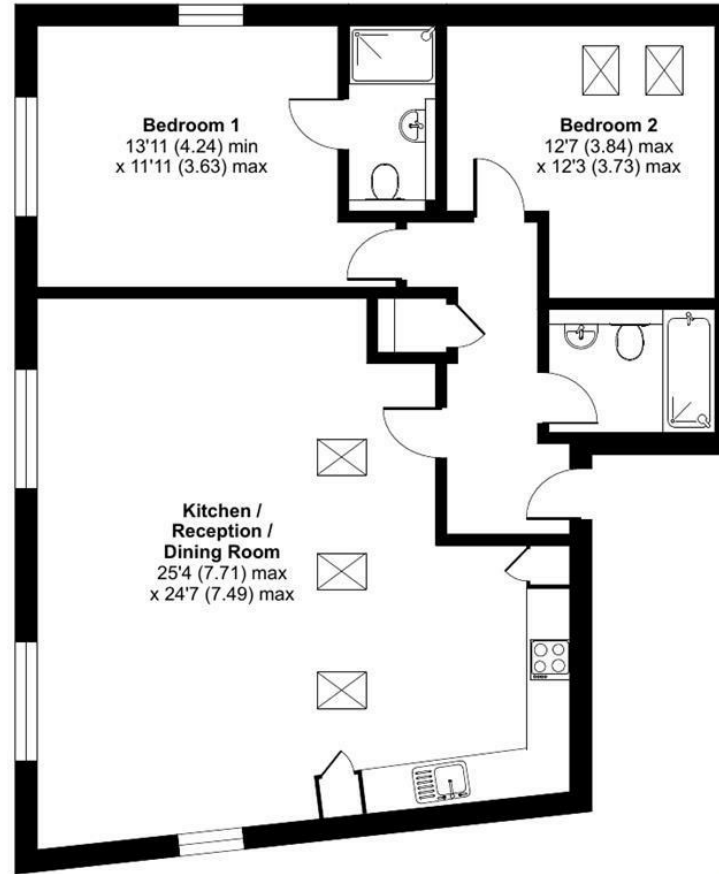 Bedroom 1
13'11 (4.24) min
x 11'11 (3.63) max
Bedroom 2
12'7 (3.84) max
x 12'3 (3.73) max
Kitchen /
Reception /
Dining Room
25'4 (7.71) max
x 24'7 (7.49) max